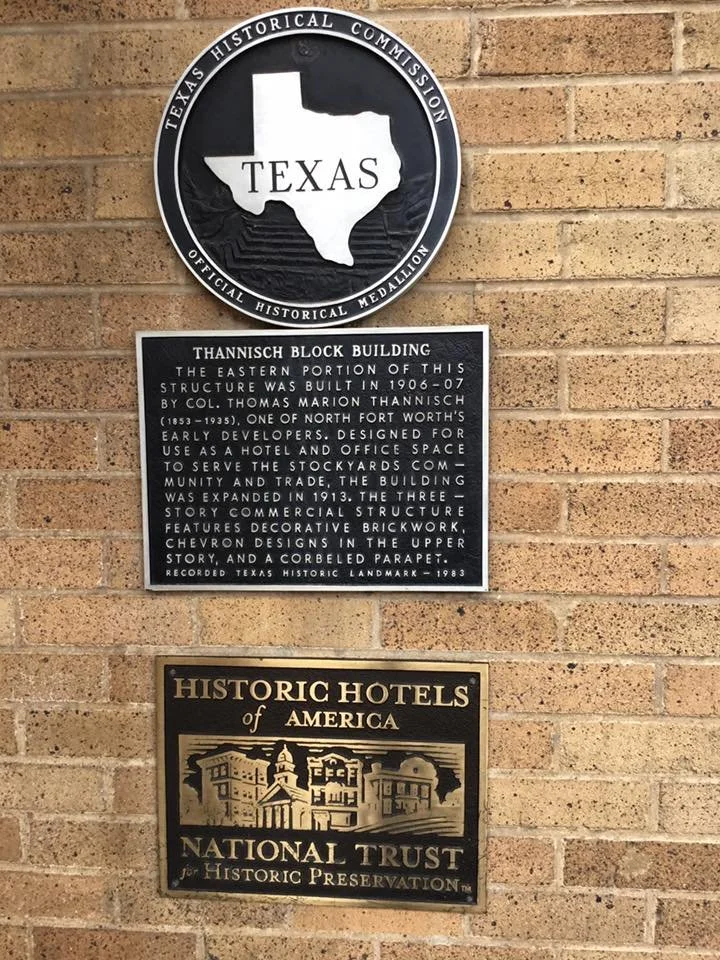 TEXAS HISTORICAL COMMISSION
TEXAS
OFFICIAL HISTORICAL MEDALLION
THANNISCH BLOCK BUILDING
THE EASTERN PORTION OF THIS
STRUCTURE WAS BUILT IN 1906-07
BY COL. THOMAS MARION THANNISCH
(1853-1935), ONE OF NORTH FORT WORTH'S
EARLY DEVELOPERS. DESIGNED FOR
USE AS A HOTEL AND OFFICE SPACE
TO SERVE THE STOCKYARDS COM-
MUNITY AND TRADE, THE BUILDING
WAS EXPANDED IN 1913. THE THREE-
STORY COMMERCIAL STRUCTURE
FEATURES DECORATIVE BRICKWORK,
CHEVRON DESIGNS IN THE UPPER
STORY, AND A CORBELED PARAPET.
RECORDED TEXAS HISTORIC LANDMARK - 1983
HISTORIC HOTELS
of AMERICA
NATIONAL TRUST
for HISTORIC PRESERVATION™